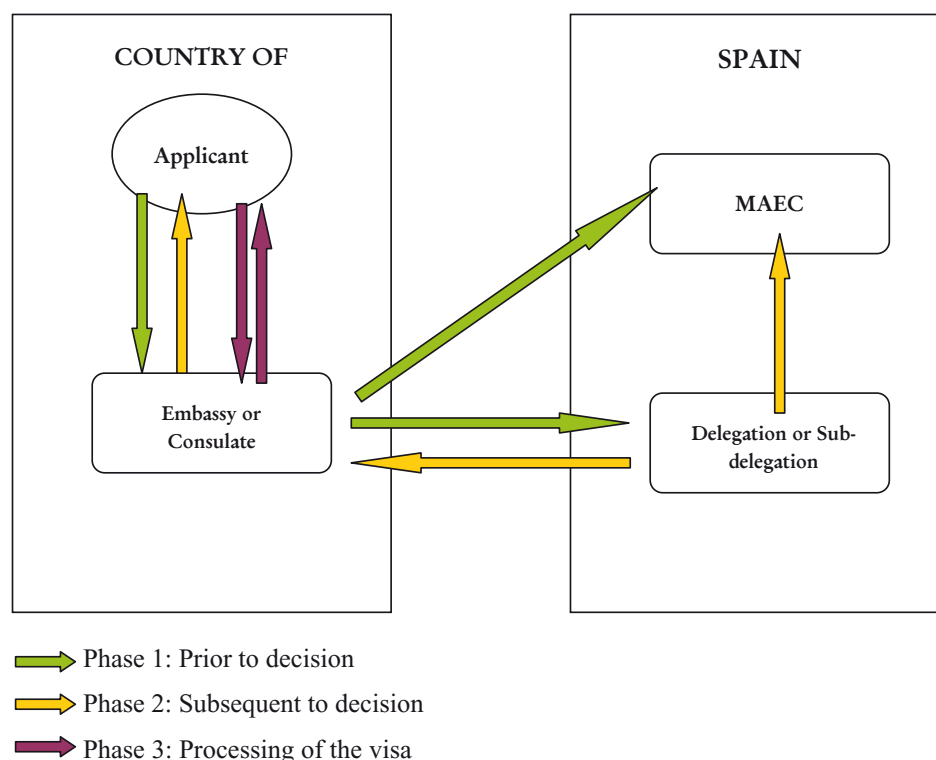 COUNTRY OF
Applicant
Embassy or
Consulate
SPAIN
MAEC
Delegation or Sub-
delegation
Phase 1: Prior to decision
Phase 2: Subsequent to decision
Phase 3: Processing of the visa